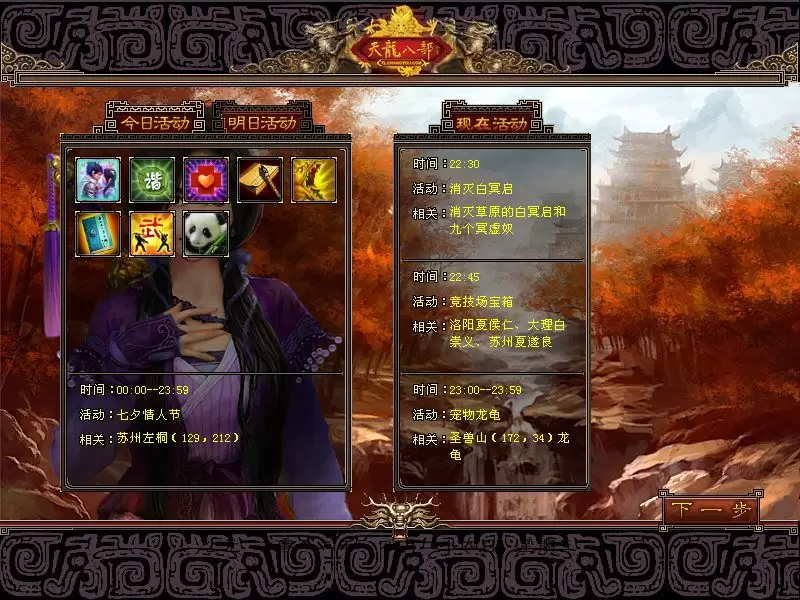 天龍八部
TL.CHANGYOU.COM
今日活动
明日活动
现在活动
谐
武
时间：00:00--23:59
活动：七夕情人节
相关：苏州左桐（129，212）
时间：22:30
活动：消灭白冥启
相关：消灭草原的白冥启和
九个冥虚奴
时间：22:45
活动：竞技场宝箱
相关：洛阳夏侯仁、大理白
崇义、苏州夏遂良
时间：23:00--23:59
活动：宠物龙龟
相关：圣兽山（172，34）龙
龟
下一步